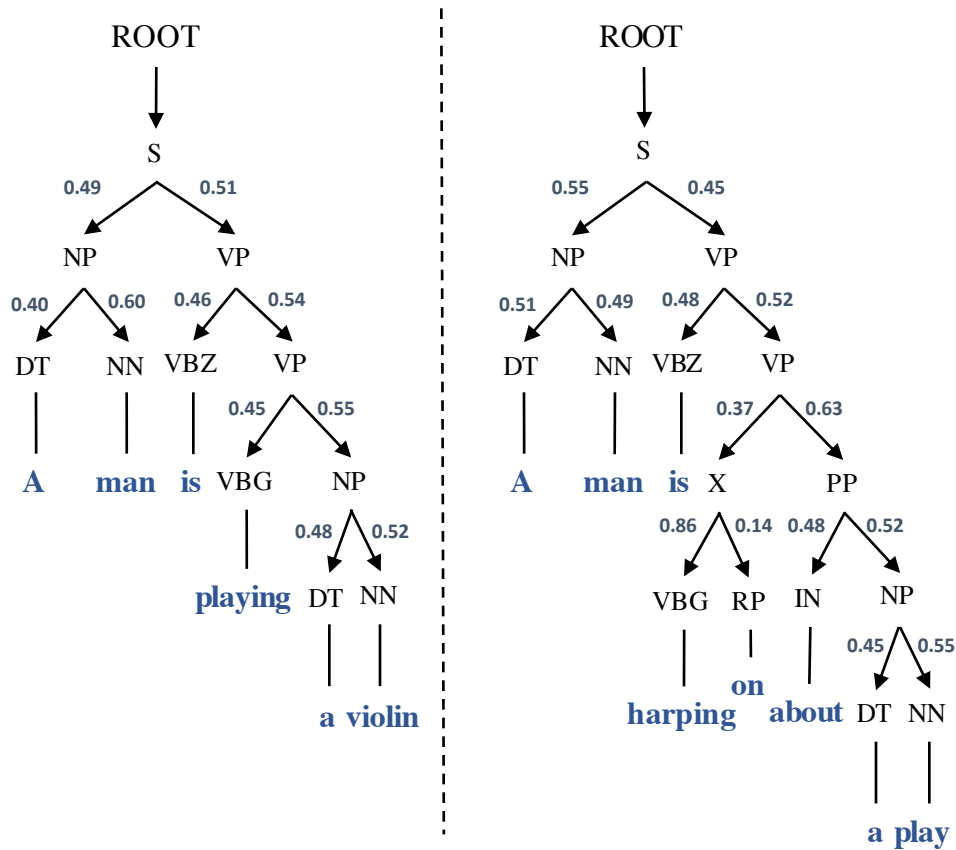 ROOT
S
0.49 0.51
NP VP
0.40 0.60 0.46 0.54
DT NN VBZ VP
0.45 0.55
A man is VBG NP
0.48 0.52
playing DT NN
a violin
ROOT
S
0.55 0.45
NP VP
0.51 0.49 0.48 0.52
DT NN VBZ VP
0.37 0.63
A man is X PP
0.86 0.14 0.48 0.52
VBG RP IN NP
0.45 0.55
on
harping about DT NN
a play